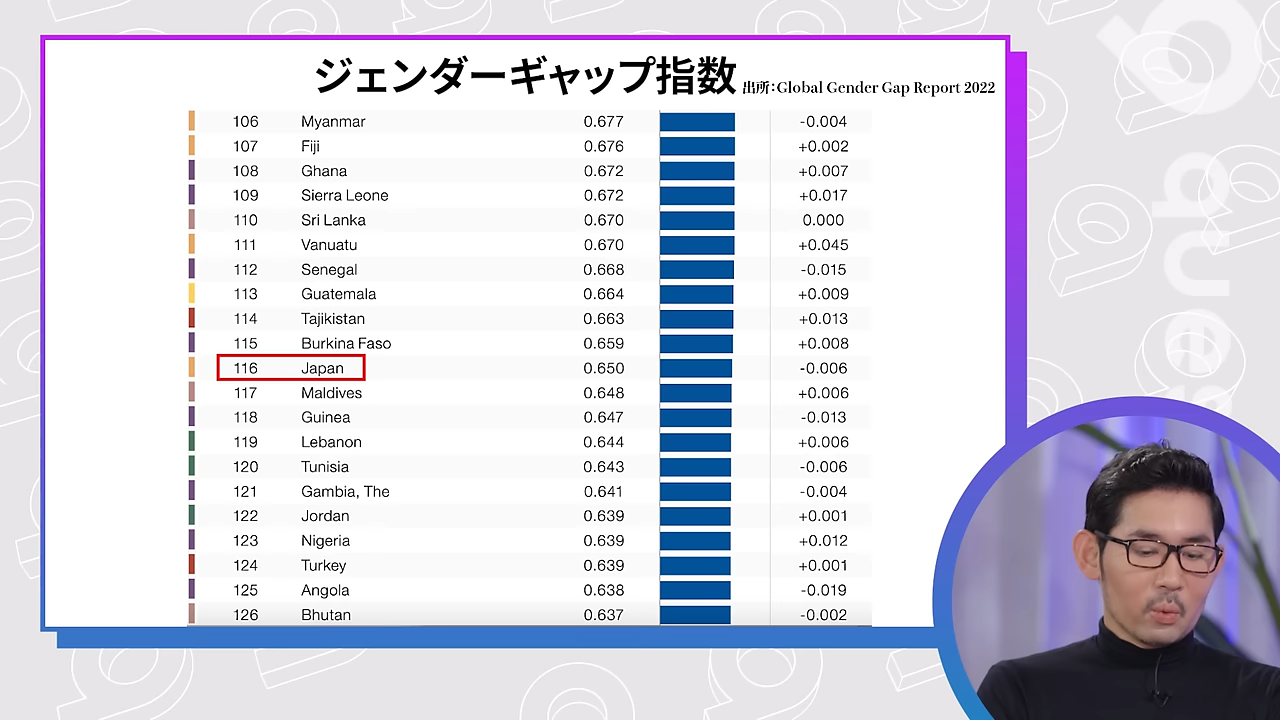 ジェンダーギャップ指数 出所:Global Gender Gap Report 2022
106 Myanmar 0.677 -0.004
107 Fiji 0.676 +0.002
108 Ghana 0.672 +0.007
109 Sierra Leone 0.672 +0.017
110 Sri Lanka 0.670 0.000
111 Vanuatu 0.670 +0.045
112 Senegal 0.668 -0.015
113 Guatemala 0.664 +0.009
114 Tajikistan 0.663 +0.013
115 Burkina Faso 0.659 +0.008
116 Japan 0.650 -0.006
117 Maldives 0.648 +0.006
118 Guinea 0.647 -0.013
119 Lebanon 0.644 +0.006
120 Tunisia 0.643 -0.006
121 Gambia, The 0.641 -0.004
122 Jordan 0.639 +0.001
123 Nigeria 0.639 +0.012
124 Turkey 0.639 +0.001
125 Angola 0.638 -0.019
126 Bhutan 0.637 -0.002